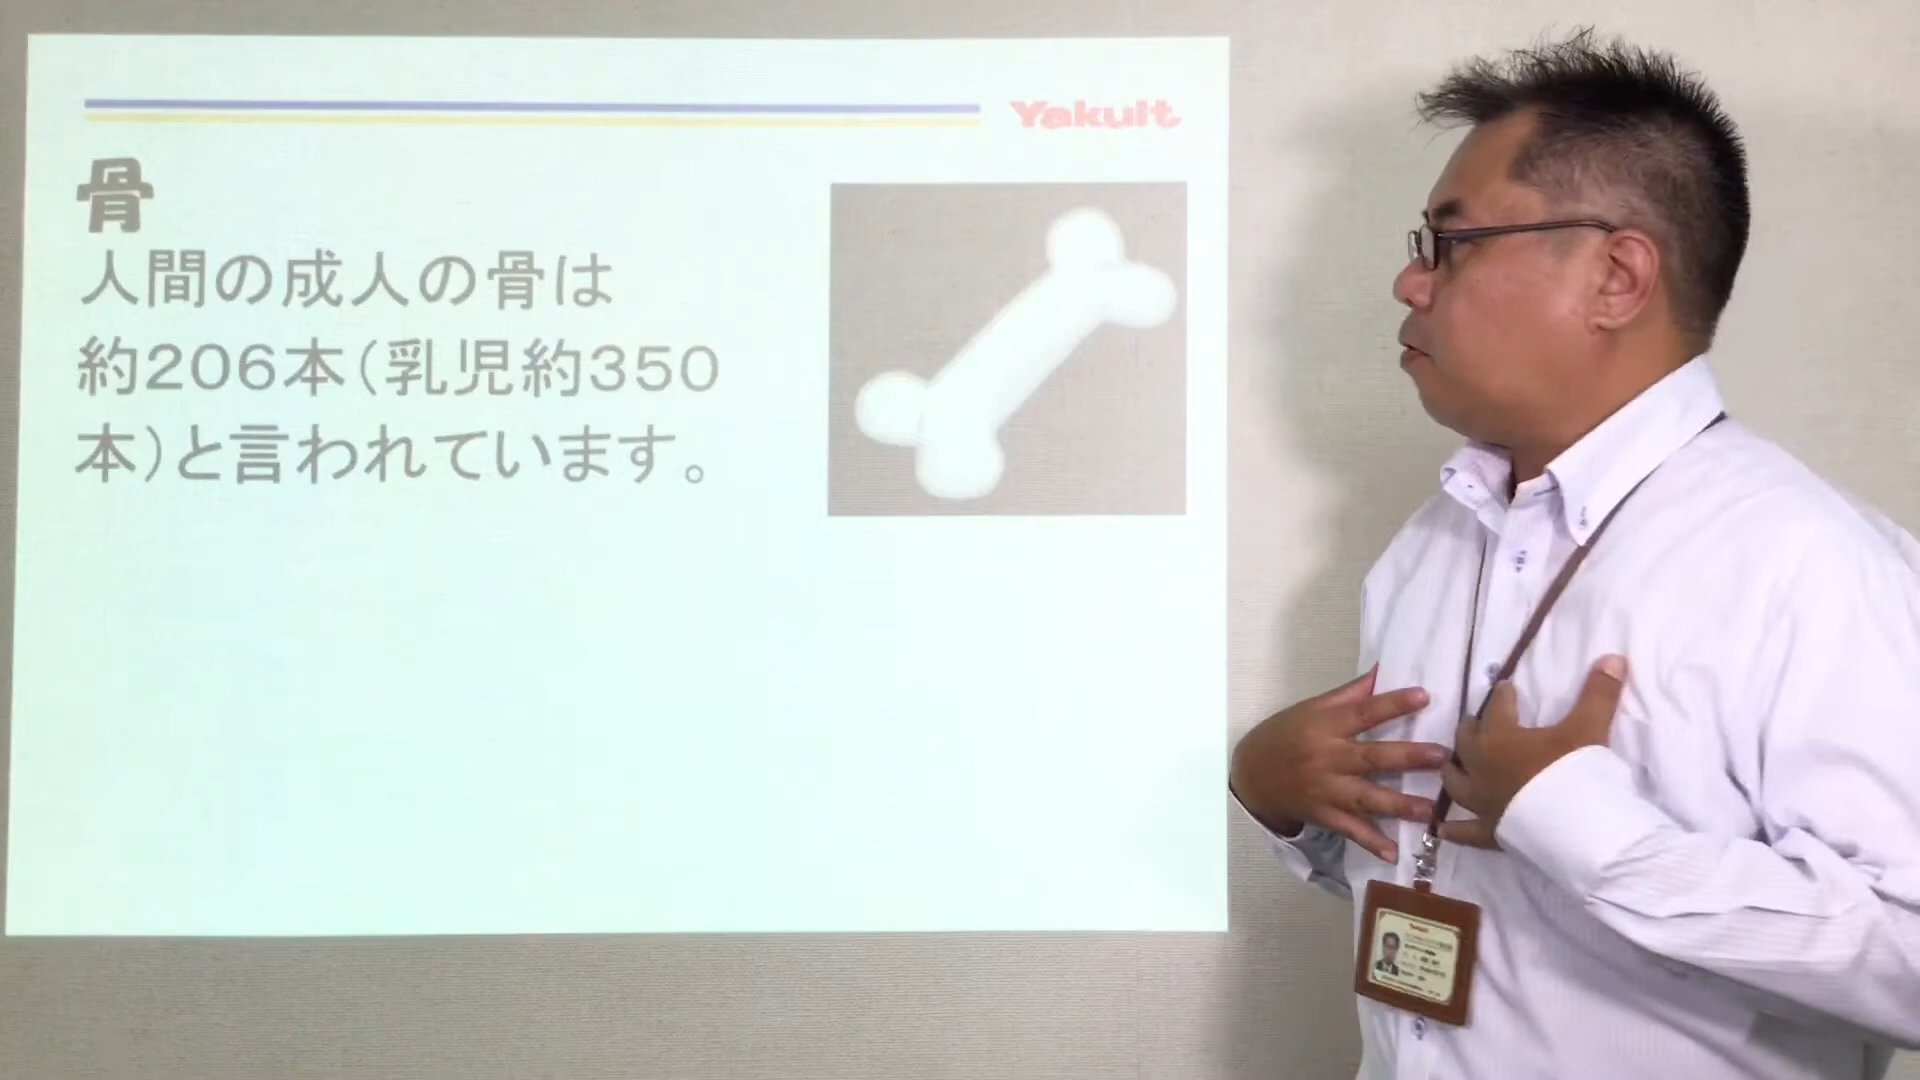 Yakult
骨
人間の成人の骨は
約206本(乳児約350
本)と言われています。